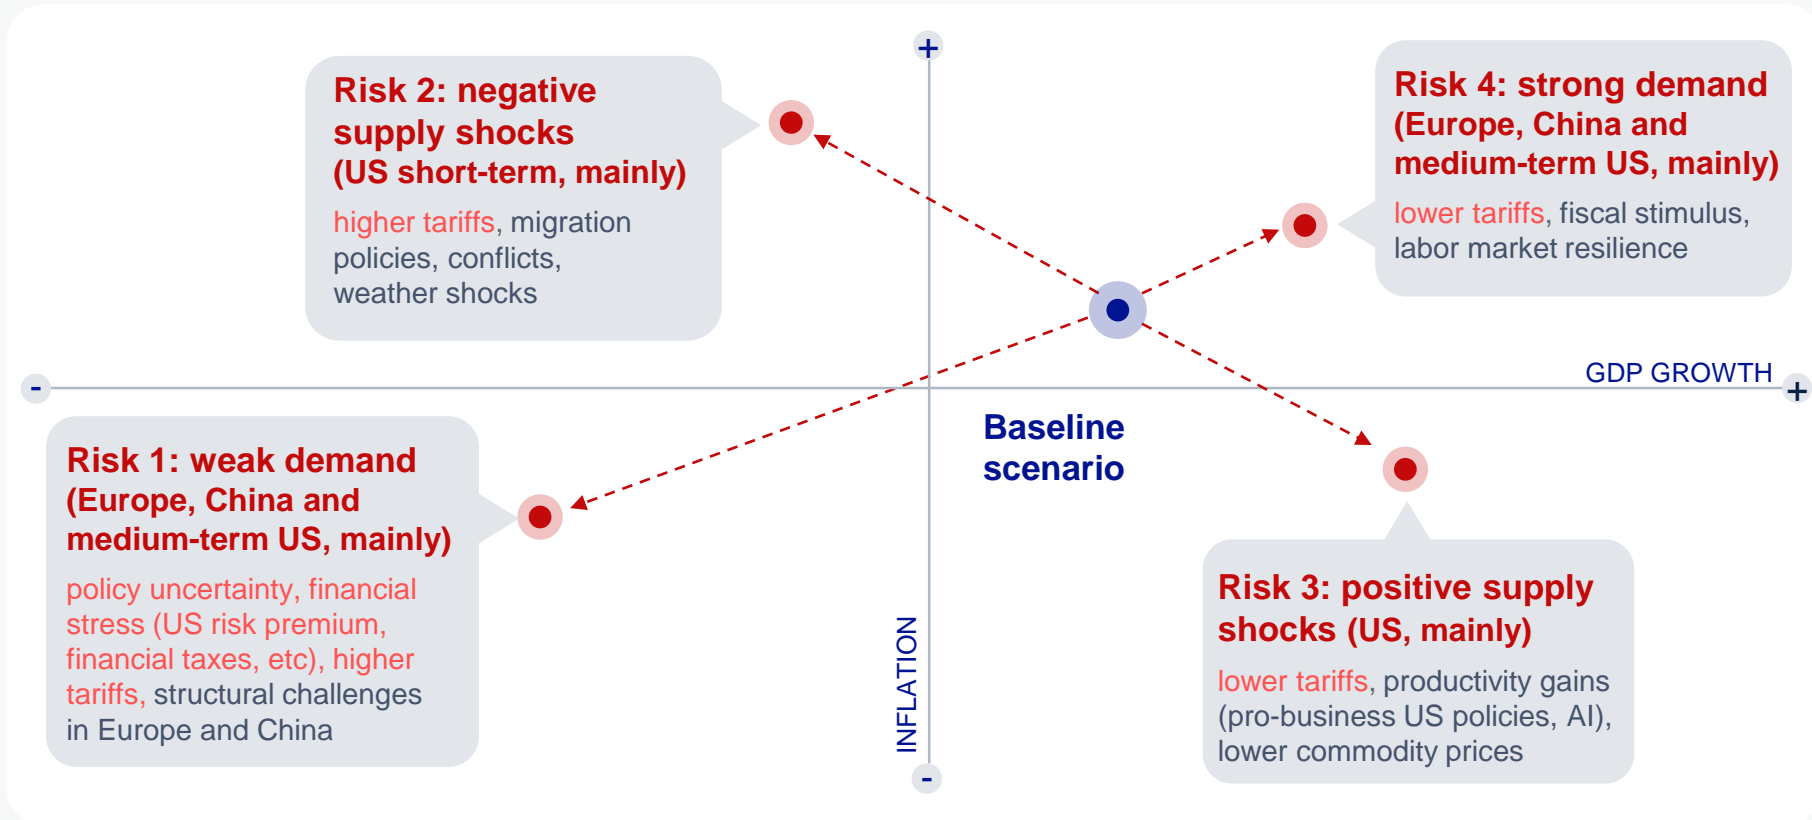 +
Risk 2: negative
supply shocks
(US short-term, mainly)
higher tariffs, migration
policies, conflicts,
weather shocks
Risk 4: strong demand
(Europe, China and
medium-term US, mainly)
lower tariffs, fiscal stimulus,
labor market resilience
-
GDP GROWTH
+
Risk 1: weak demand
(Europe, China and
medium-term US, mainly)
policy uncertainty, financial
stress (US risk premium,
financial taxes, etc), higher
tariffs, structural challenges
in Europe and China
Baseline
scenario
Risk 3: positive supply
shocks (US, mainly)
lower tariffs, productivity gains
(pro-business US policies, AI),
lower commodity prices
INFLATION
-